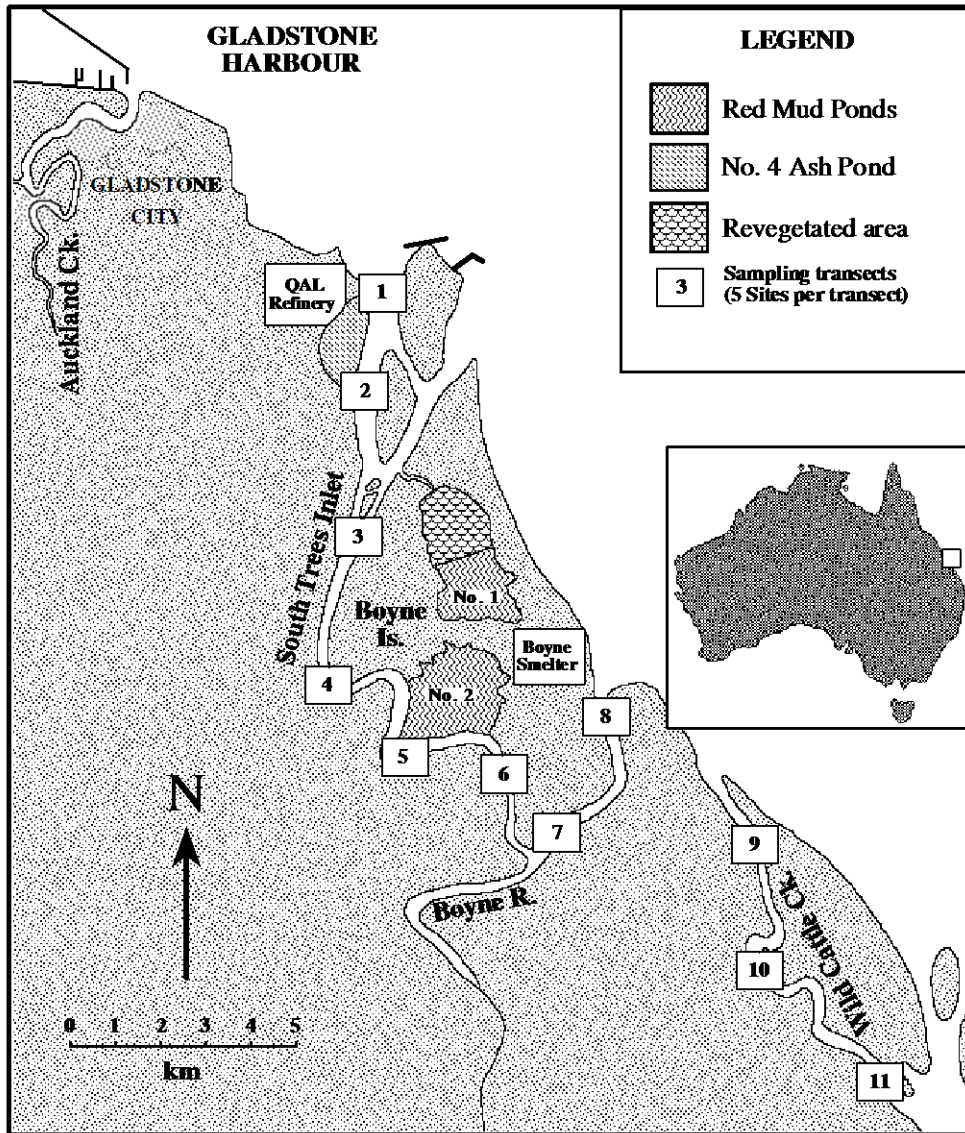 GLADSTONE
HARBOUR
LEGEND
Red Mud Ponds
No. 4 Ash Pond
Revegetated area
3
Sampling transects
(5 Sites per transect)
GLADSTONE
CITY
Auckland Ck.
QAL
Refinery
1
2
3
South Trees Inlet
No. 1
Boyne
Is.
Boyne
Smelter
4
No. 2
5
6
7
8
Boyne R.
9
10
Wild Cattle Ck.
11
N
0 1 2 3 4 5
km